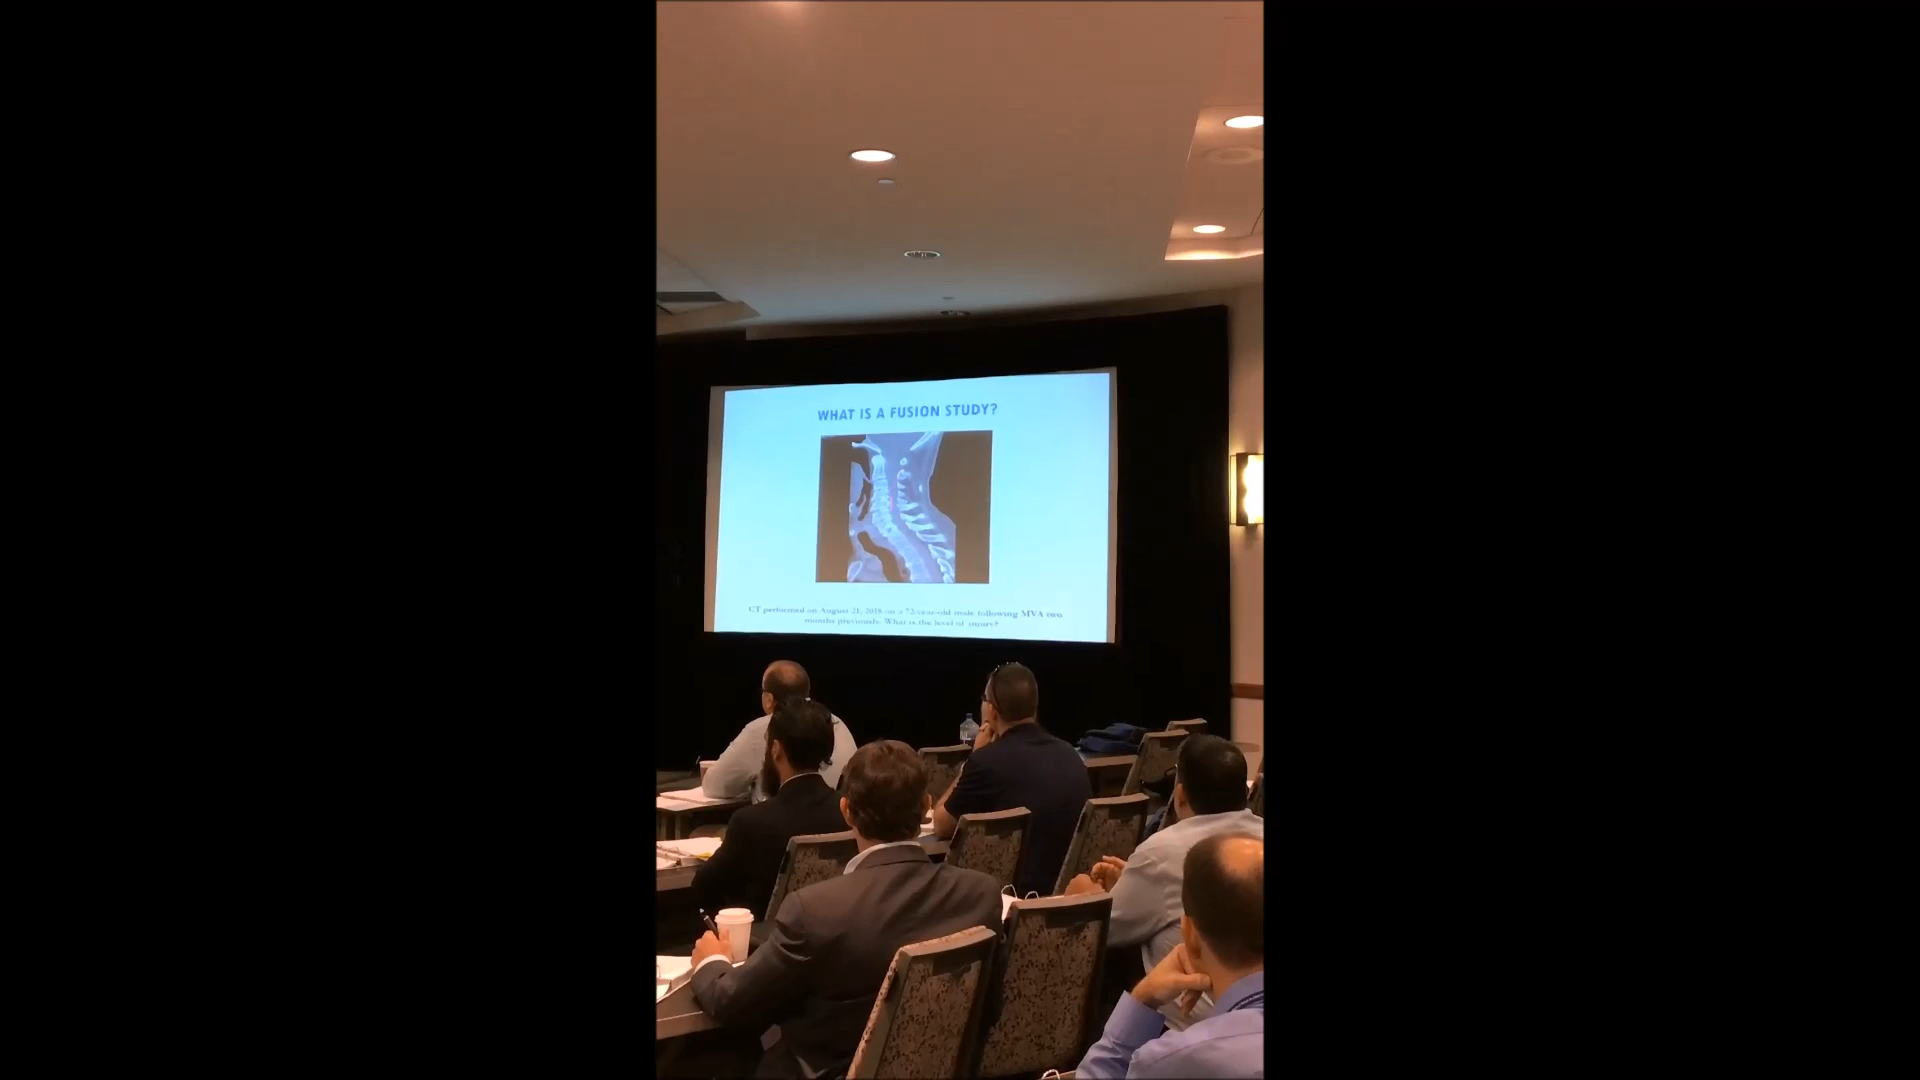 WHAT IS A FUSION STUDY?
CT performed on August 21, 2018 on a 72-year-old male following MVA two
months previously. What is the level of injury?